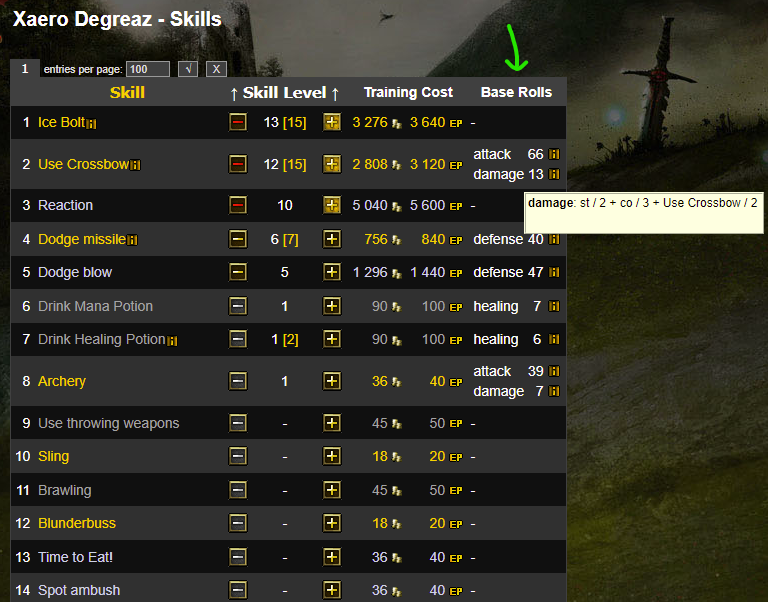 Xaero Degreaz - Skills
1 entries per page: 100 √ X
Skill ↑ Skill Level ↑ Training Cost Base Rolls
1 Ice Bolt 13 [15] 3 276 3 640 EP -
2 Use Crossbow 12 [15] 2 808 3 120 EP attack 66
damage 13
3 Reaction 10 5 040 5 600 EP -
damage: st / 2 + co / 3 + Use Crossbow / 2
4 Dodge missile 6 [7] 756 840 EP defense 40
5 Dodge blow 5 1 296 1 440 EP defense 47
6 Drink Mana Potion 1 90 100 EP healing 7
7 Drink Healing Potion 1 [2] 90 100 EP healing 6
8 Archery 1 36 40 EP attack 39
damage 7
9 Use throwing weapons - 45 50 EP -
10 Sling - 18 20 EP -
11 Brawling - 45 50 EP -
12 Blunderbuss - 18 20 EP -
13 Time to Eat! - 36 40 EP -
14 Spot ambush - 36 40 EP -